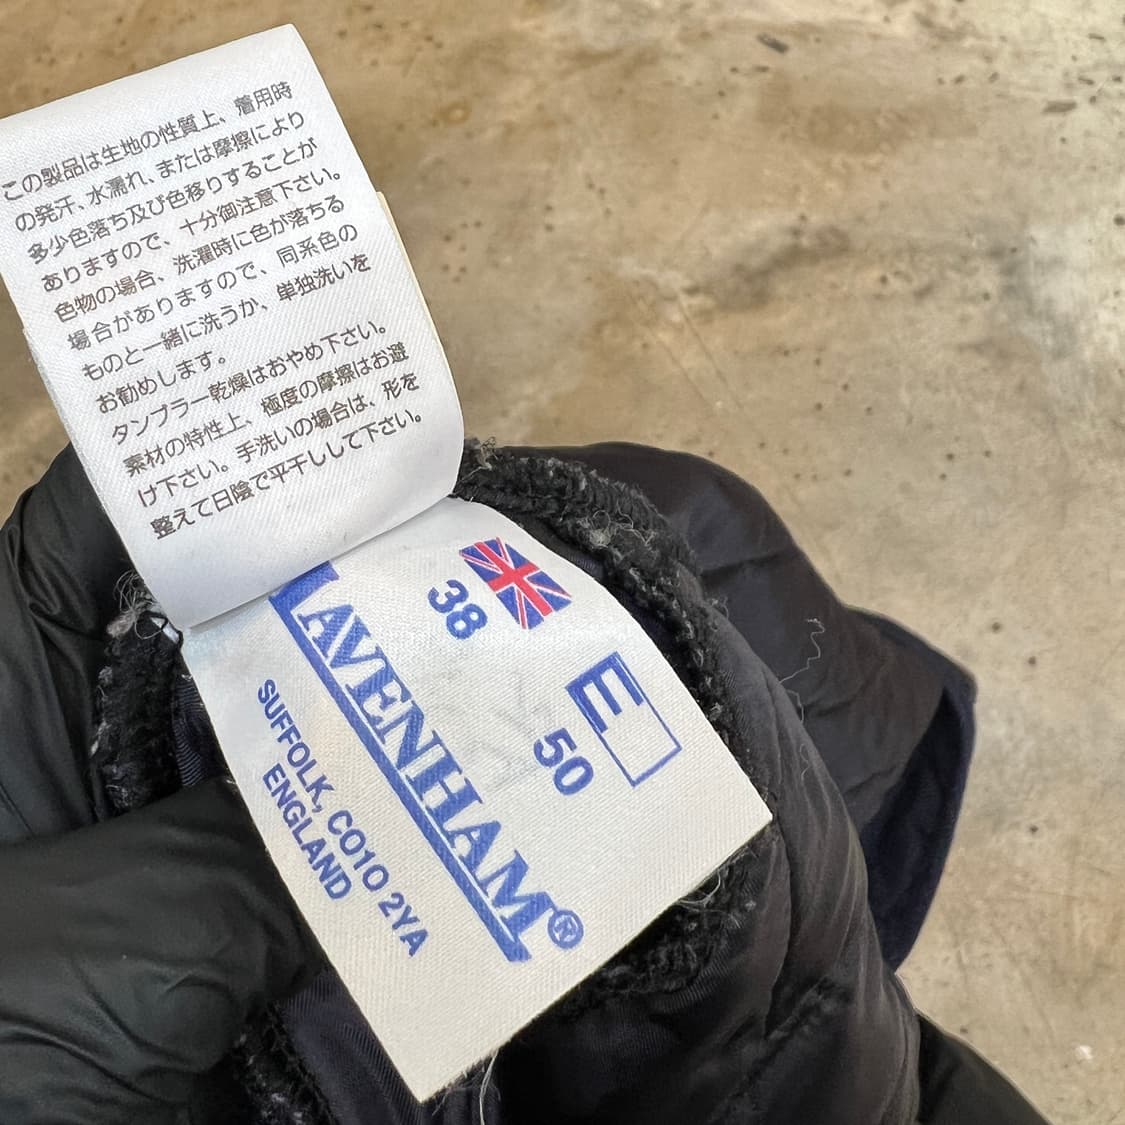 この製品は生地の性質上、着用時
の発汗、水濡れ、または摩擦により
多少色落ち及び色移りすることが
ありますので、十分御注意下さい。
色物の場合、洗濯時に色が落ちる
場合がありますので、同系色の
ものと一緒に洗うか、単独洗いを
お勧めします。
タンブラー乾燥はおやめ下さい。
素材の特性上、極度の摩擦はお避
け下さい。手洗いの場合は、形を
整えて日陰で平干しして下さい。
38
E
50
LAVENHAM®
SUFFOLK, CO10 2YA
ENGLAND